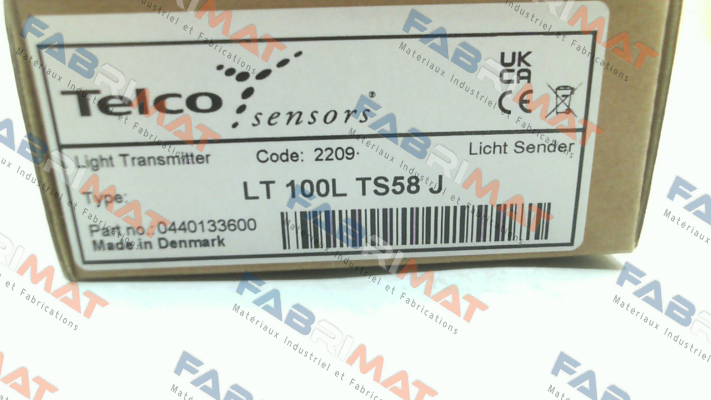 Telco
sensors
UK
CA
CE
Light Transmitter Code: 2209· Licht Sender
Type: LT 100L TS58 J
Part no.: 0440133600
Made in Denmark
FABRIMAT
Matériaux Industriel et Fabrications